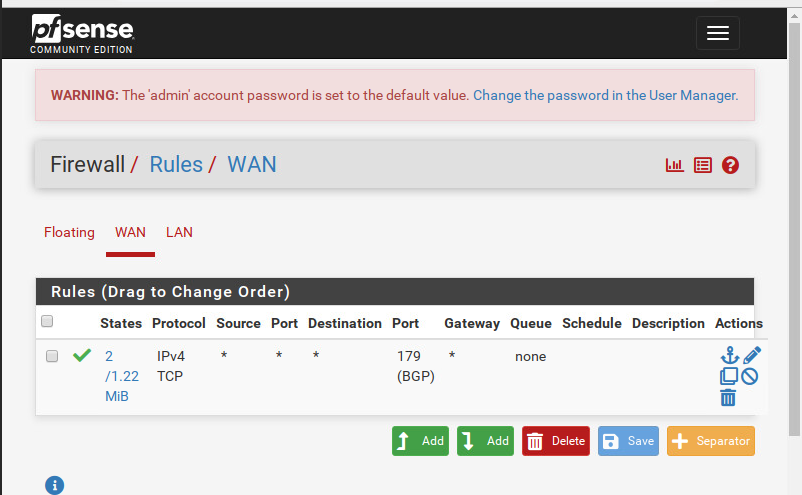 pfsense
COMMUNITY EDITION
WARNING: The 'admin' account password is set to the default value. Change the password in the User Manager.
Firewall / Rules / WAN
Floating WAN LAN
Rules (Drag to Change Order)
States Protocol Source Port Destination Port Gateway Queue Schedule Description Actions
2 IPv4 * * * 179 * none
/1.22 TCP (BGP)
MiB
Add Add Delete Save Separator